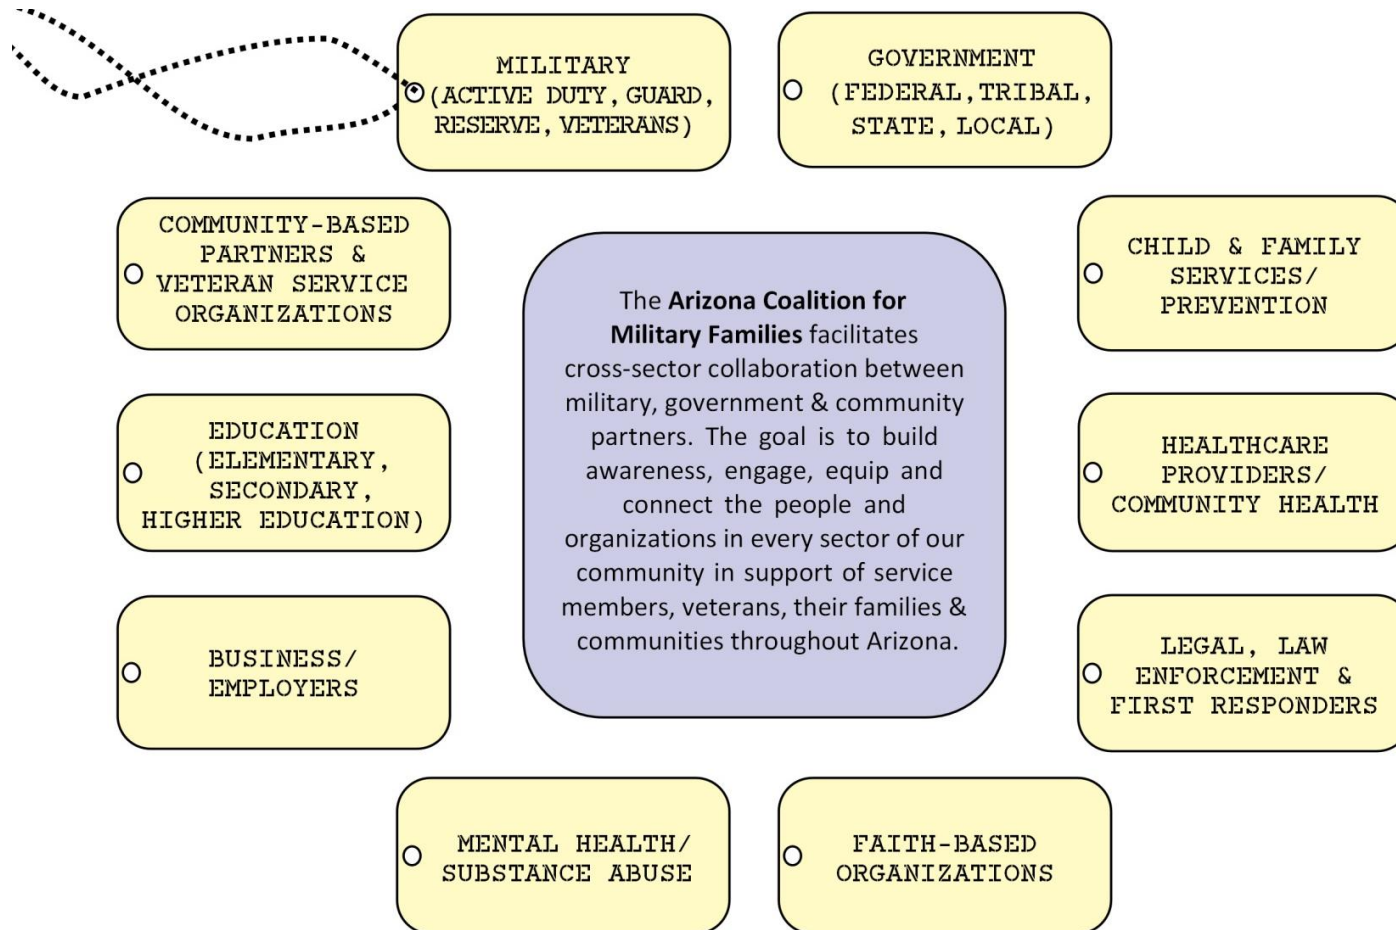 MILITARY
(ACTIVE DUTY, GUARD,
RESERVE, VETERANS)
GOVERNMENT
(FEDERAL, TRIBAL,
STATE, LOCAL)
COMMUNITY-BASED
PARTNERS &
VETERAN SERVICE
ORGANIZATIONS
CHILD & FAMILY
SERVICES/
PREVENTION
The Arizona Coalition for
Military Families facilitates
cross-sector collaboration between
military, government & community
partners. The goal is to build
awareness, engage, equip and
connect the people and
organizations in every sector of our
community in support of service
members, veterans, their families &
communities throughout Arizona.
EDUCATION
(ELEMENTARY,
SECONDARY,
HIGHER EDUCATION)
HEALTHCARE
PROVIDERS/
COMMUNITY HEALTH
BUSINESS/
EMPLOYERS
LEGAL, LAW
ENFORCEMENT &
FIRST RESPONDERS
MENTAL HEALTH/
SUBSTANCE ABUSE
FAITH-BASED
ORGANIZATIONS